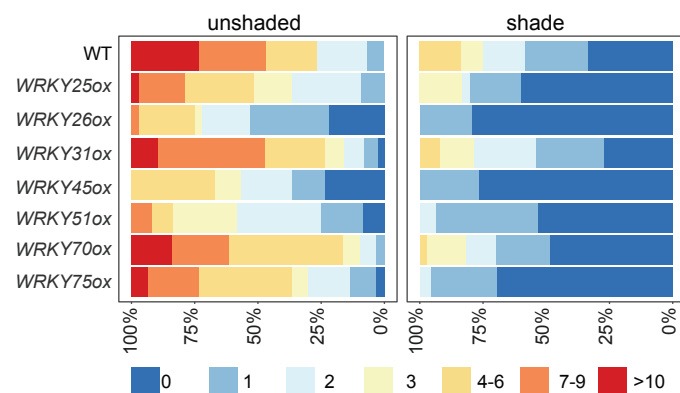 unshaded shade
WT
WRKY25ox
WRKY26ox
WRKY31ox
WRKY45ox
WRKY51ox
WRKY70ox
WRKY75ox
100% 75% 50% 25% 0% 100% 75% 50% 25% 0%
0 1 2 3 4-6 7-9 >10